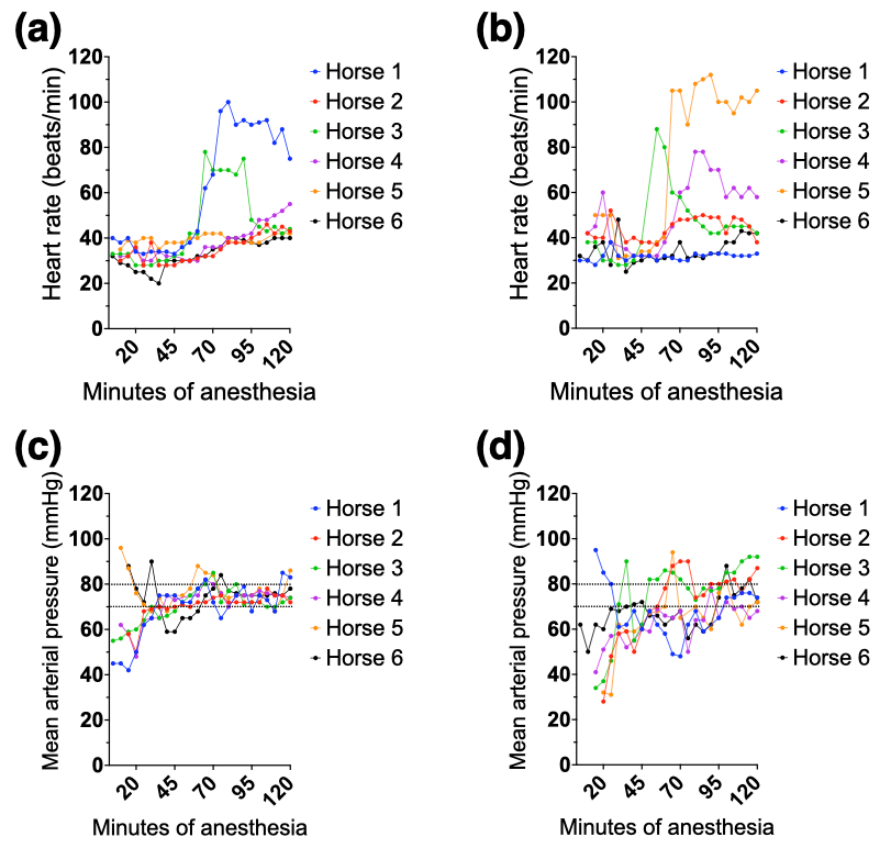 (a)
Heart rate (beats/min)
120
100
80
60
40
20
0
20 45 70 95 120
Minutes of anesthesia
Horse 1
Horse 2
Horse 3
Horse 4
Horse 5
Horse 6
(b)
Heart rate (beats/min)
120
100
80
60
40
20
0
20 45 70 95 120
Minutes of anesthesia
Horse 1
Horse 2
Horse 3
Horse 4
Horse 5
Horse 6
(c)
Mean arterial pressure (mmHg)
120
100
80
60
40
20
0
20 45 70 95 120
Minutes of anesthesia
Horse 1
Horse 2
Horse 3
Horse 4
Horse 5
Horse 6
(d)
Mean arterial pressure (mmHg)
120
100
80
60
40
20
0
20 45 70 95 120
Minutes of anesthesia
Horse 1
Horse 2
Horse 3
Horse 4
Horse 5
Horse 6